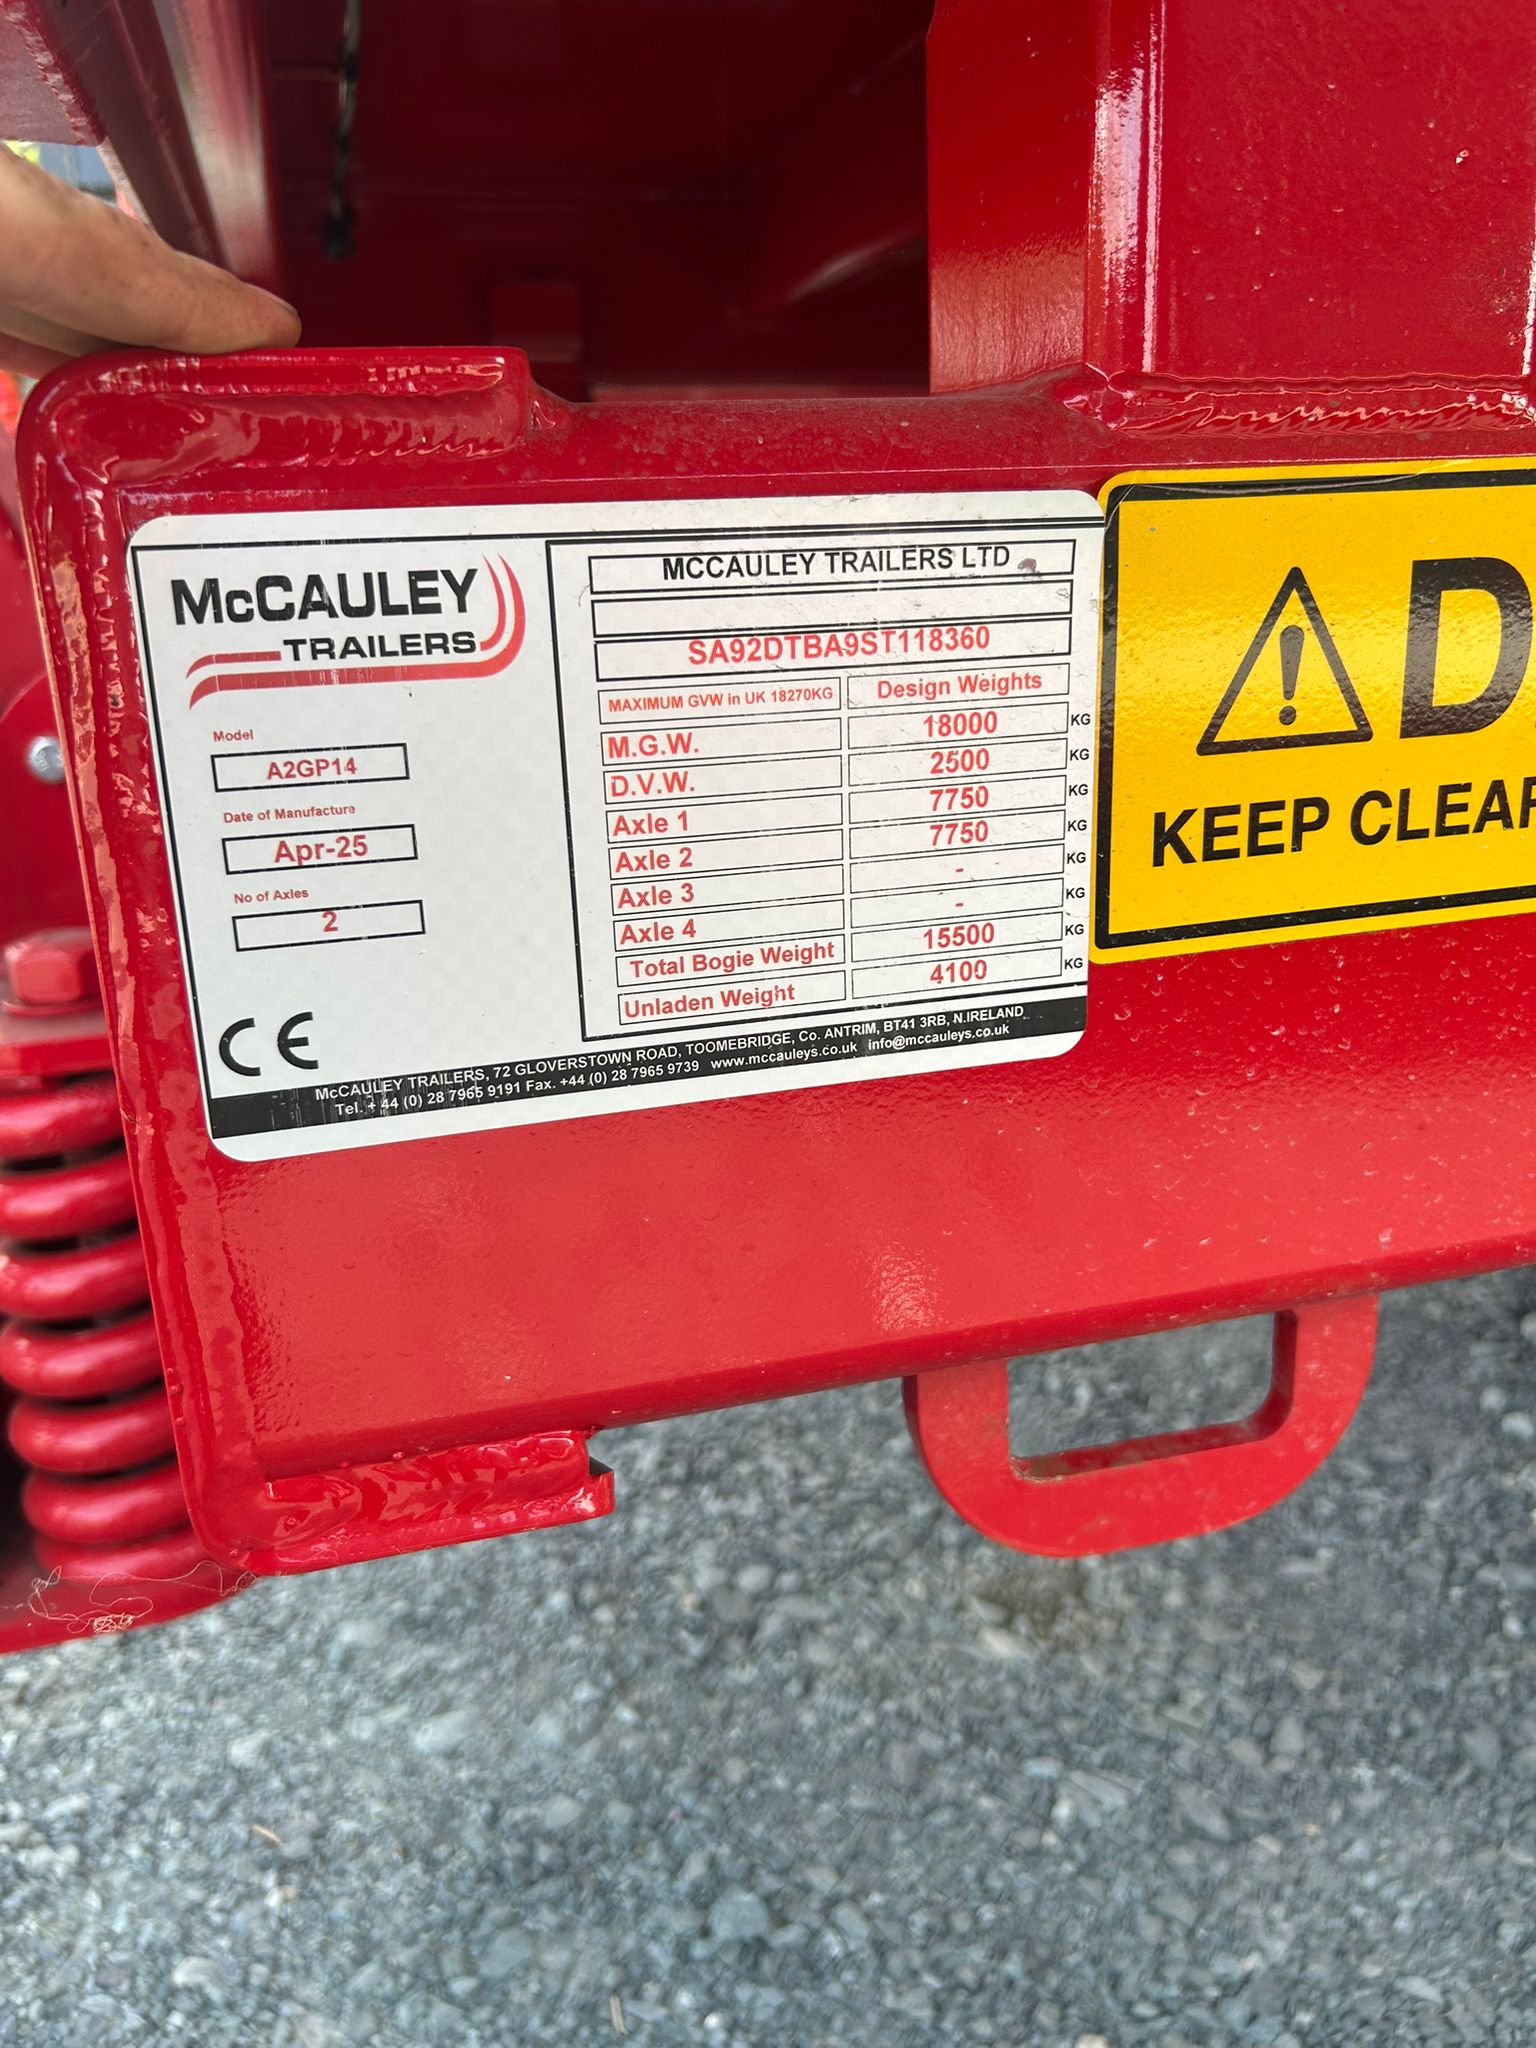 McCAULEY
TRAILERS
Model
A2GP14
Date of Manufacture
Apr-25
No of Axles
2
CE
MCCAULEY TRAILERS LTD
SA92DTBA9ST118360
MAXIMUM GVW in UK 18270KG Design Weights
M.G.W. 18000 KG
D.V.W. 2500 KG
Axle 1 7750 KG
Axle 2 7750 KG
Axle 3 - KG
Axle 4 - KG
Total Bogie Weight 15500 KG
Unladen Weight 4100 KG
McCAULEY TRAILERS, 72 GLOVERSTOWN ROAD, TOOMEBRIDGE, Co. ANTRIM, BT41 3RB, N.IRELAND
Tel. + 44 (0) 28 7965 9191 Fax. +44 (0) 28 7965 9739 www.mccauleys.co.uk info@mccauleys.co.uk
! D
KEEP CLEAR